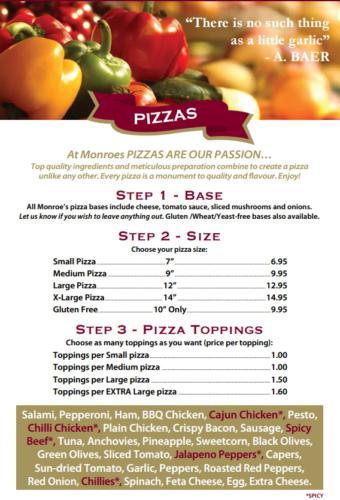 “There is no such thing
as a little garlic”
- A. BAER
PIZZAS
At Monroes PIZZAS ARE OUR PASSION...
Top quality ingredients and meticulous preparation combine to create a pizza
unlike any other. Every pizza is a monument to quality and flavour. Enjoy!
STEP 1 - BASE
All Monroe's pizza bases include cheese, tomato sauce, sliced mushrooms and onions.
Let us know if you wish to leave anything out. Gluten /Wheat/Yeast-free bases also available.
STEP 2 - SIZE
Choose your pizza size:
Small Pizza 7” 6.95
Medium Pizza 9” 9.95
Large Pizza 12” 12.95
X-Large Pizza 14” 14.95
Gluten Free 10” Only 9.95
STEP 3 - PIZZA TOPPINGS
Choose as many toppings as you want (price per topping):
Toppings per Small pizza 1.00
Toppings per Medium pizza 1.00
Toppings per Large pizza 1.50
Toppings per EXTRA Large pizza 1.60
Salami, Pepperoni, Ham, BBQ Chicken, Cajun Chicken*, Pesto,
Chilli Chicken*, Plain Chicken, Crispy Bacon, Sausage, Spicy
Beef*, Tuna, Anchovies, Pineapple, Sweetcorn, Black Olives,
Green Olives, Sliced Tomato, Jalapeno Peppers*, Capers,
Sun-dried Tomato, Garlic, Peppers, Roasted Red Peppers,
Red Onion, Chillies*, Spinach, Feta Cheese, Egg, Extra Cheese.
*SPICY